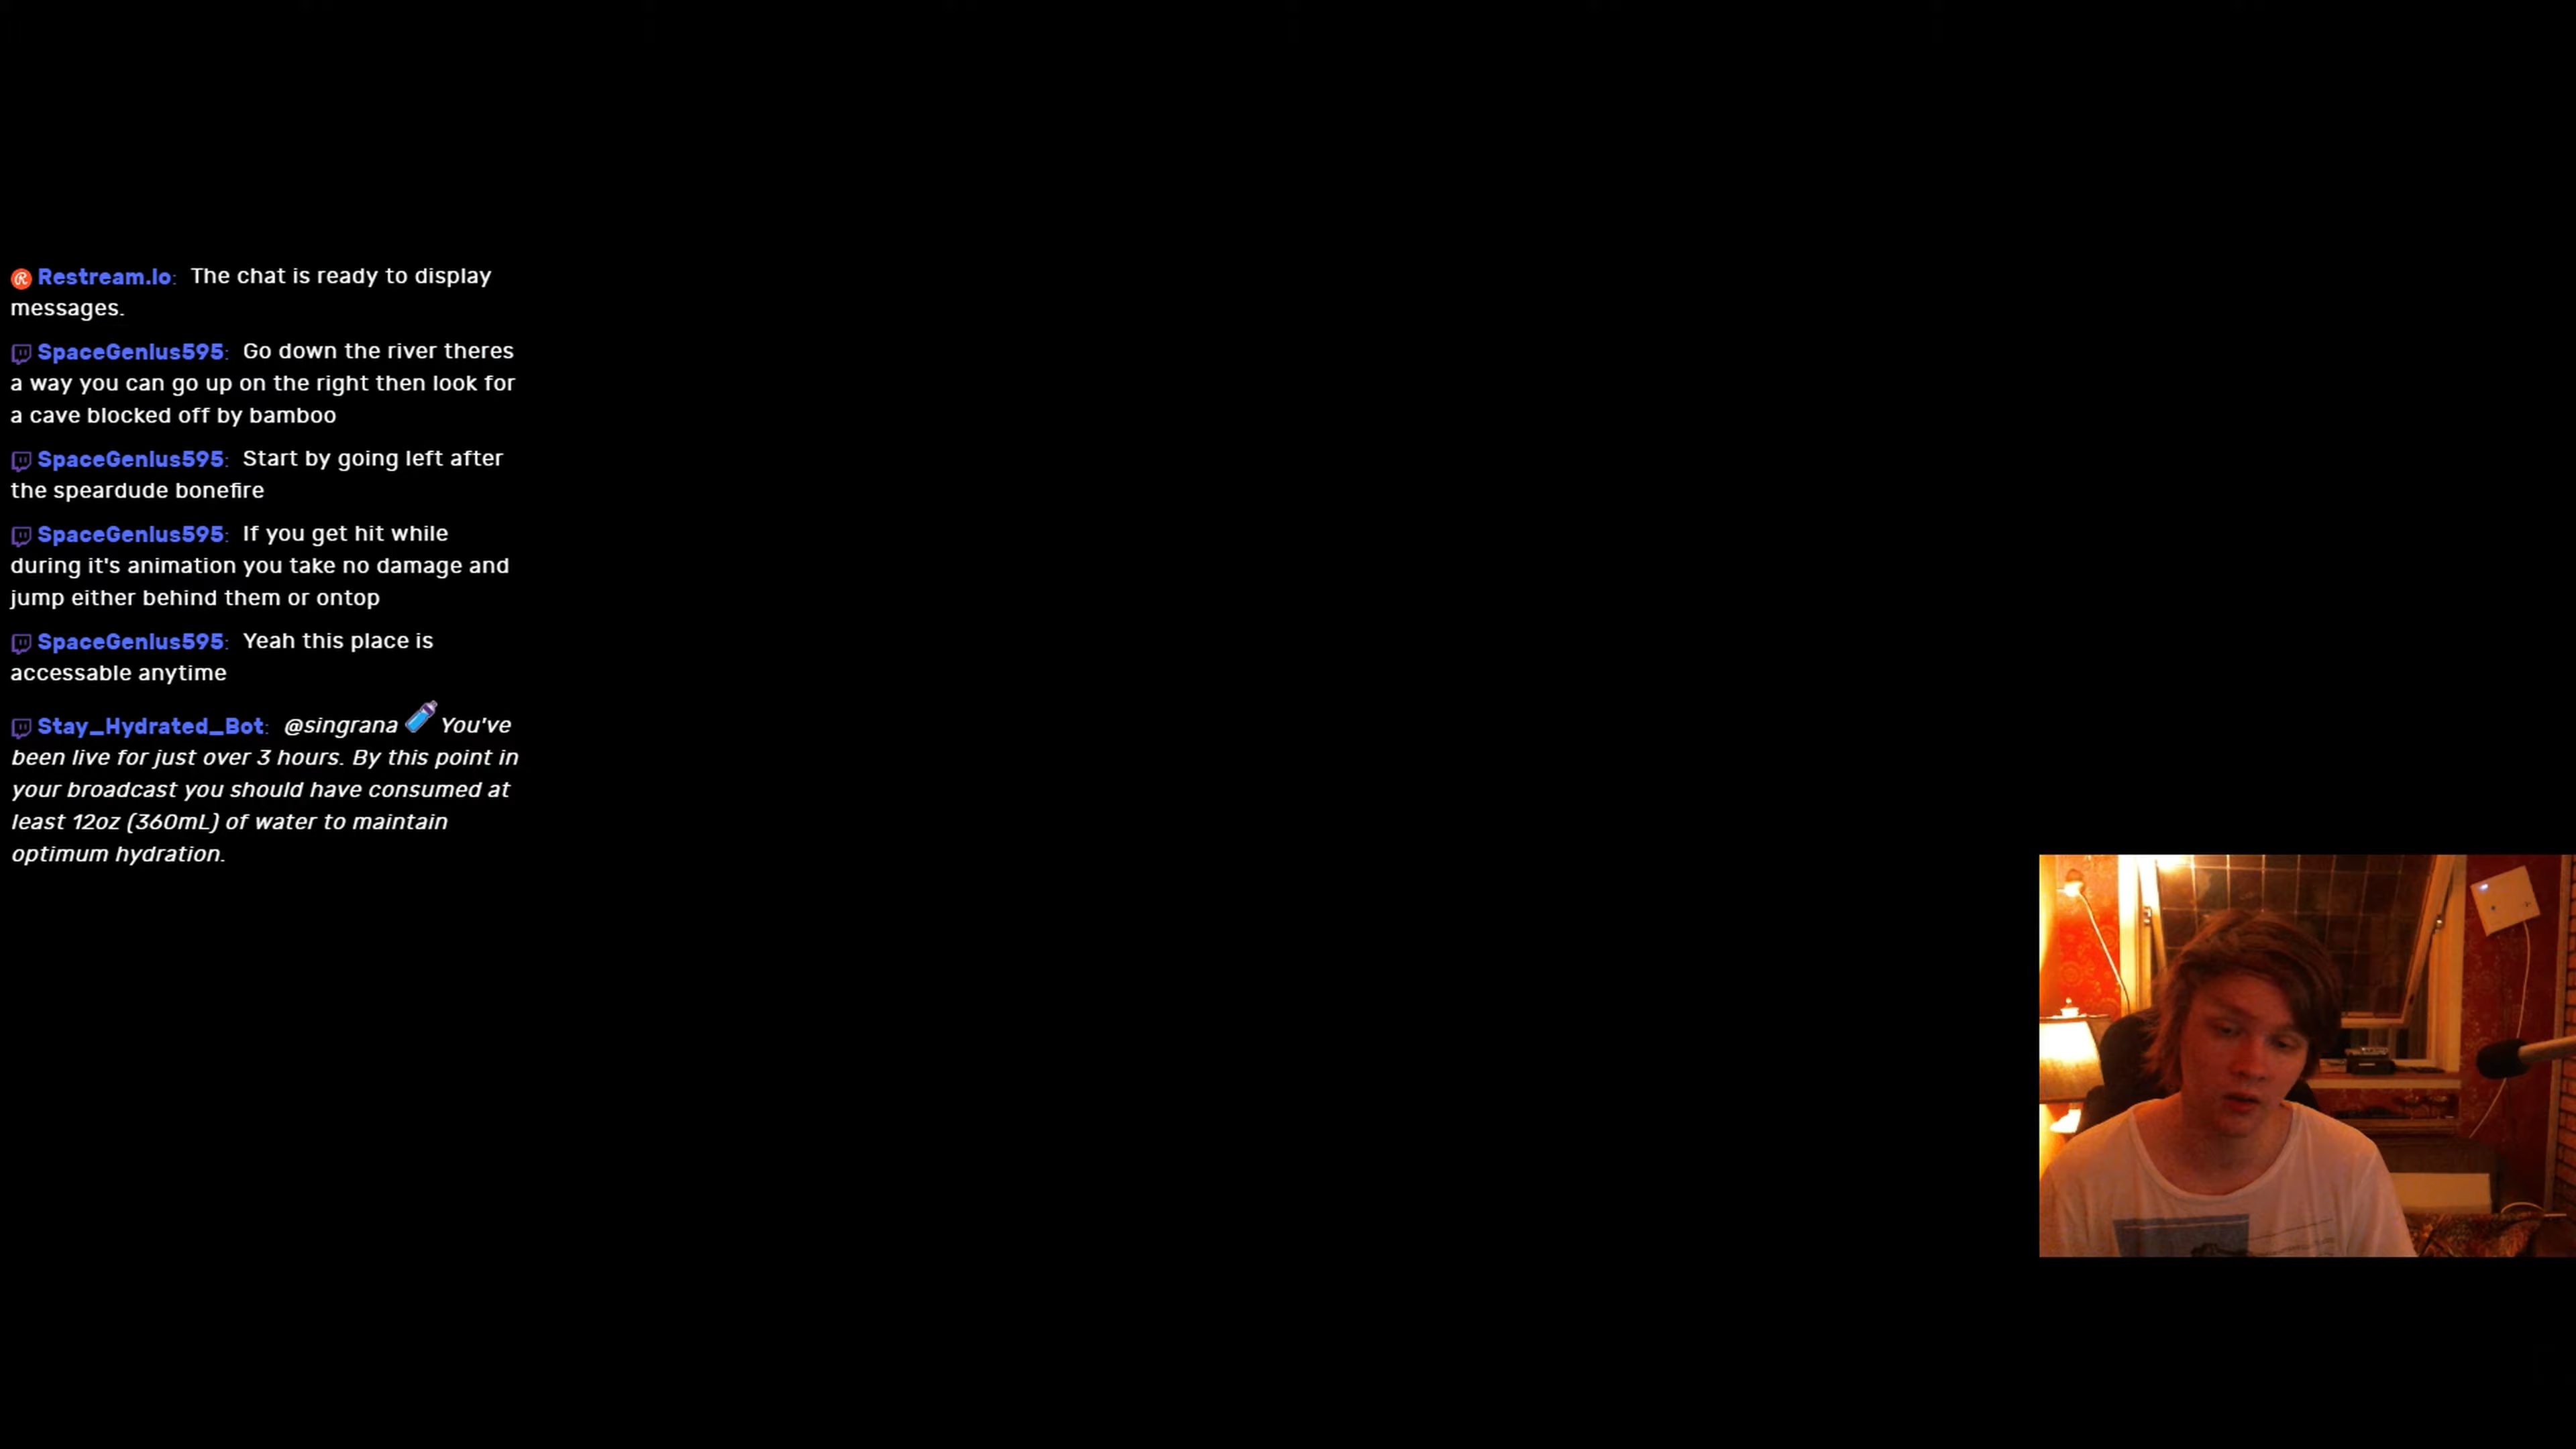 Restream.io: The chat is ready to display
messages.
SpaceGenius595: Go down the river theres
a way you can go up on the right then look for
a cave blocked off by bamboo
SpaceGenius595: Start by going left after
the speardude bonefire
SpaceGenius595: If you get hit while
during it's animation you take no damage and
jump either behind them or ontop
SpaceGenius595: Yeah this place is
accessable anytime
Stay_Hydrated_Bot: @singrana You've
been live for just over 3 hours. By this point in
your broadcast you should have consumed at
least 12oz (360mL) of water to maintain
optimum hydration.